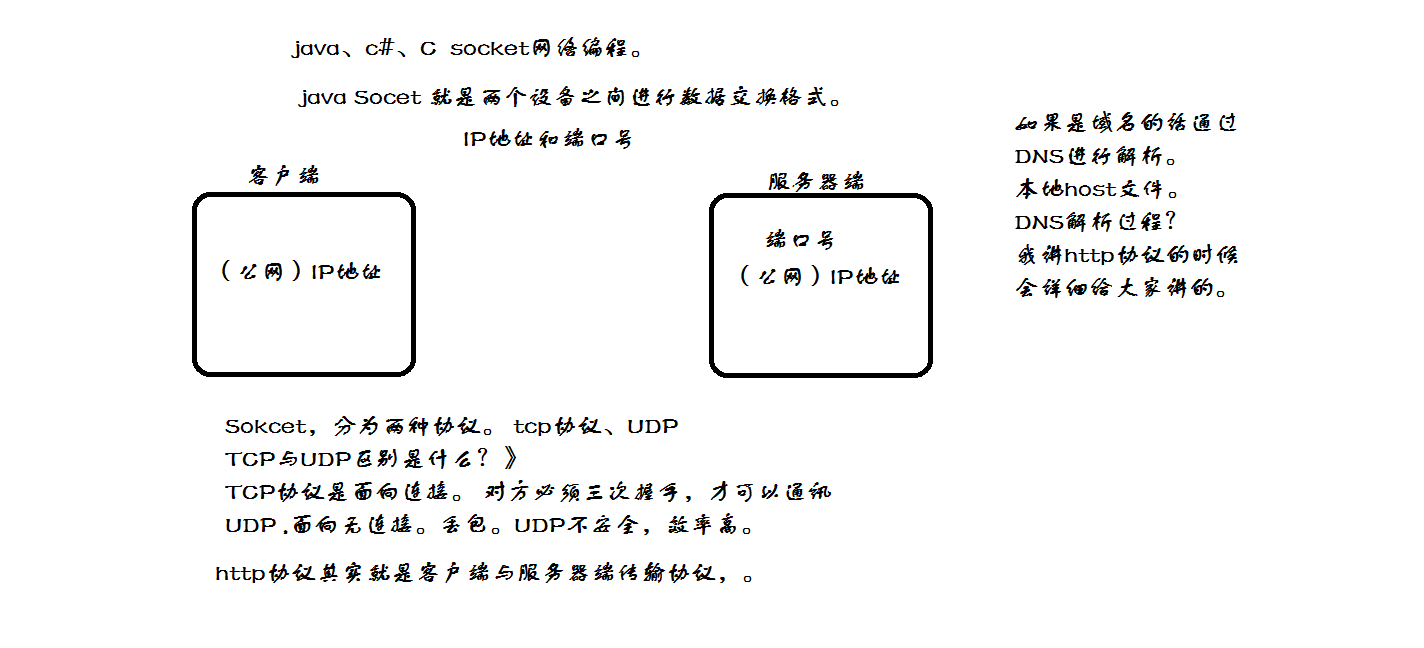 java、c#、C socket网络编程。
java Socet 就是两个设备之间进行数据交换格式。
IP地址和端口号
客户端
(公网)IP地址
服务器端
端口号
(公网)IP地址
如果是域名的话通过
DNS进行解析。
本地host文件。
DNS解析过程?
我讲http协议的时候
会详细给大家讲的。
Sokcet，分为两种协议。 tcp协议、UDP
TCP与UDP区别是什么？》
TCP协议是面向连接。 对方必须三次握手，才可以通讯
UDP .面向无连接。丢包。UDP不安全，效率高。
http协议真实就是客户端与服务器端传输协议，。